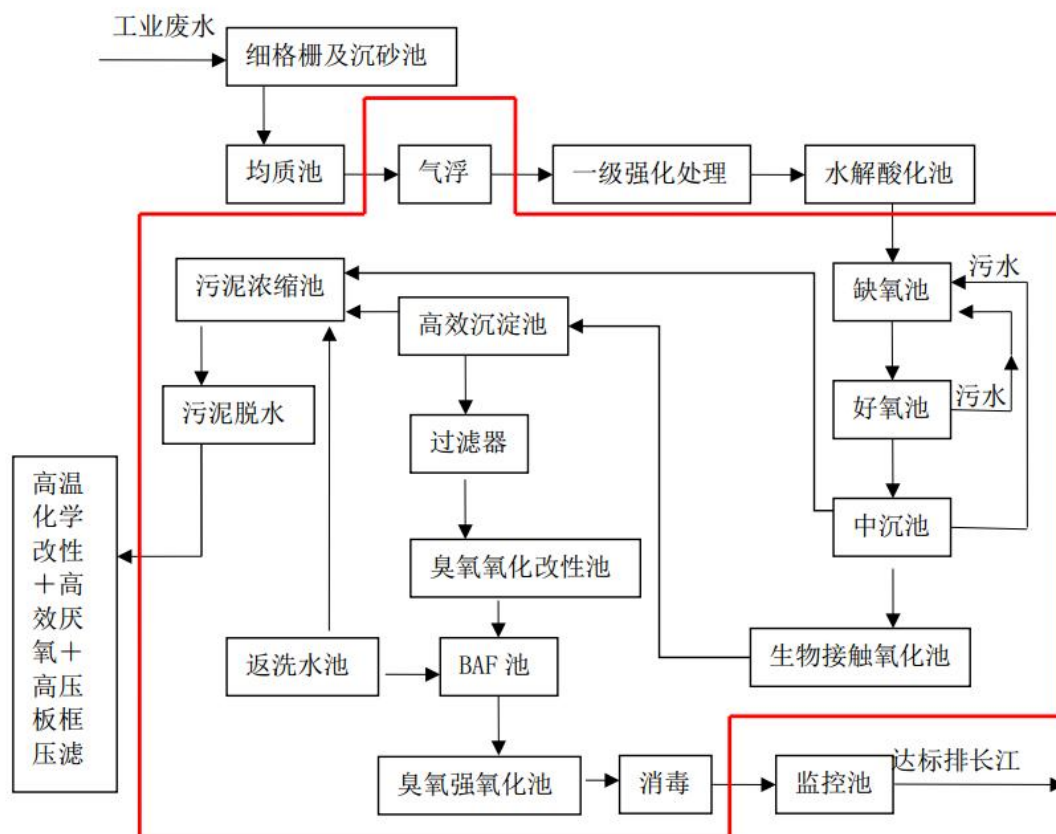 工业废水
细格栅及沉砂池
均质池
气浮
一级强化处理
水解酸化池
污泥浓缩池
高效沉淀池
缺氧池
污水
污泥脱水
过滤器
好氧池
污水
高温
化学
改性
＋高
效厌
氧＋
高压
板框
压滤
中沉池
臭氧氧化改性池
返洗水池
BAF 池
生物接触氧化池
臭氧强氧化池
消毒
监控池
达标排长江